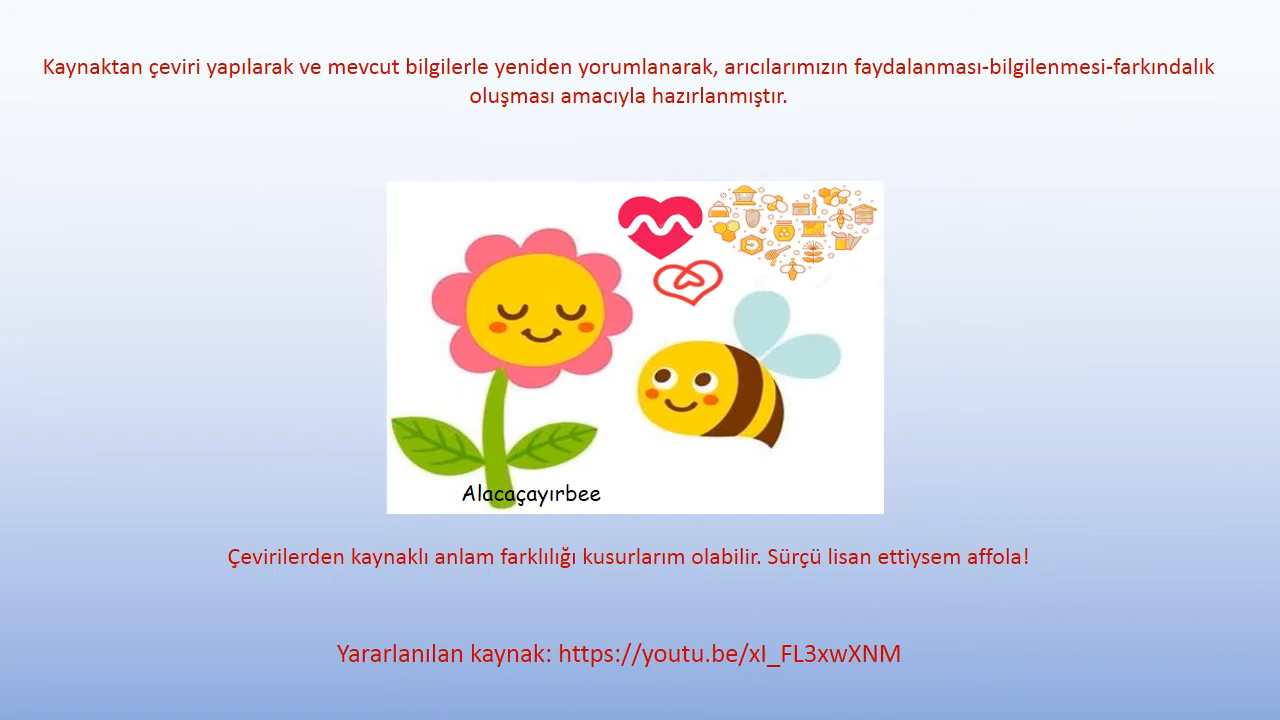 Kaynaktan çeviri yapılarak ve mevcut bilgilerle yeniden yorumlanarak, arıcılarımızın faydalanması-bilgilenmesi-farkındalık
oluşması amacıyla hazırlanmıştır.
Alacaçayırbee
Çevirilerden kaynaklı anlam farklılığı kusurlarım olabilir. Sürçü lisan ettiysem affola!
Yararlanılan kaynak: https://youtu.be/xI_FL3xwXNM